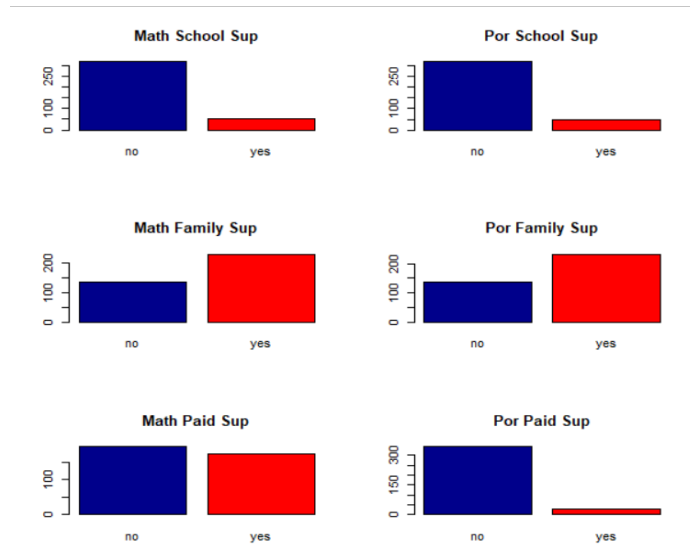 Math School Sup
250
100
0
no yes
Por School Sup
250
100
0
no yes
Math Family Sup
200
100
0
no yes
Por Family Sup
200
100
0
no yes
Math Paid Sup
100
0
no yes
Por Paid Sup
300
150
0
no yes